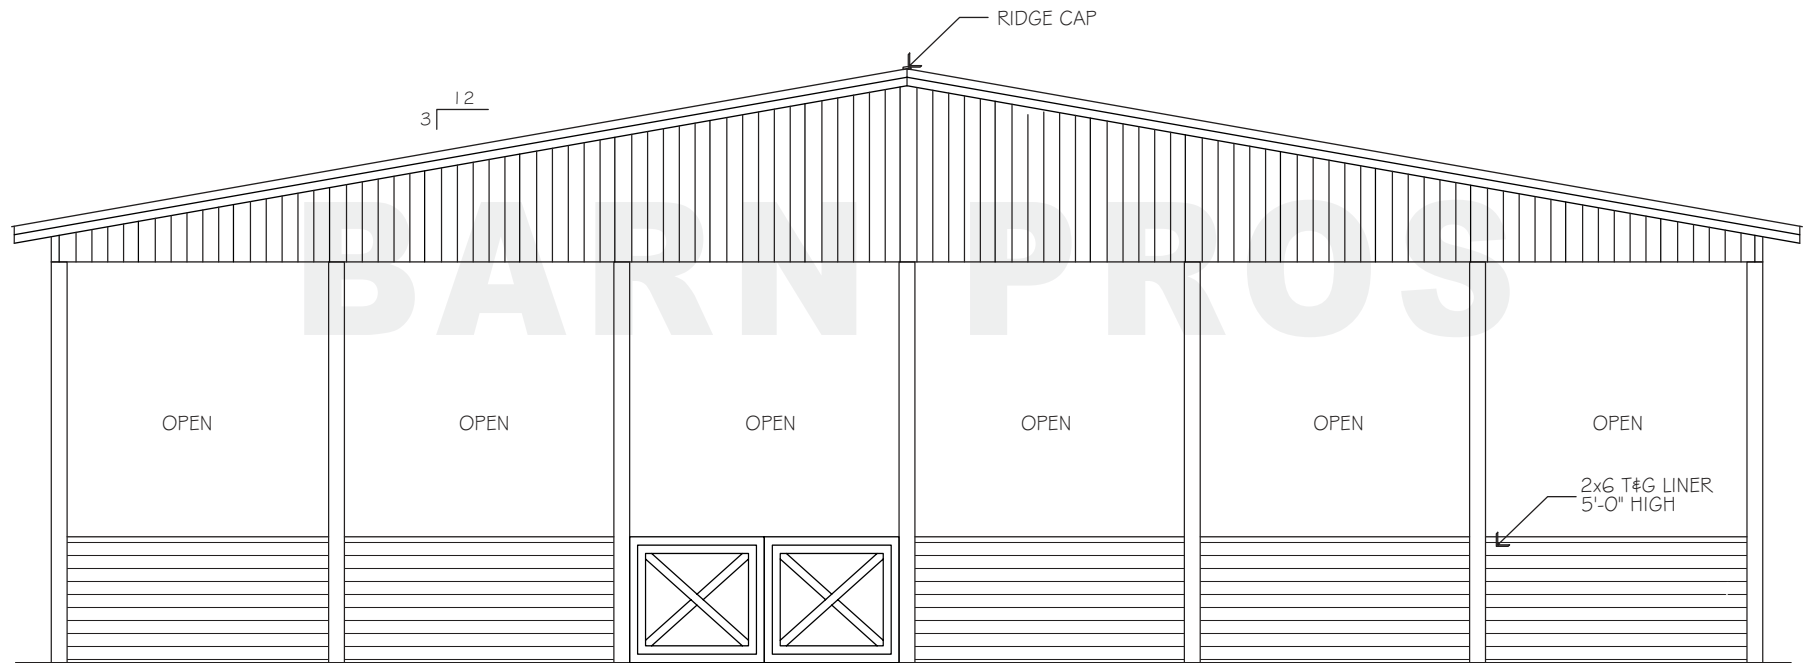 RIDGE CAP
12
3
BARN PROS
OPEN OPEN OPEN OPEN OPEN OPEN
2x6 T&G LINER
5'-0" HIGH